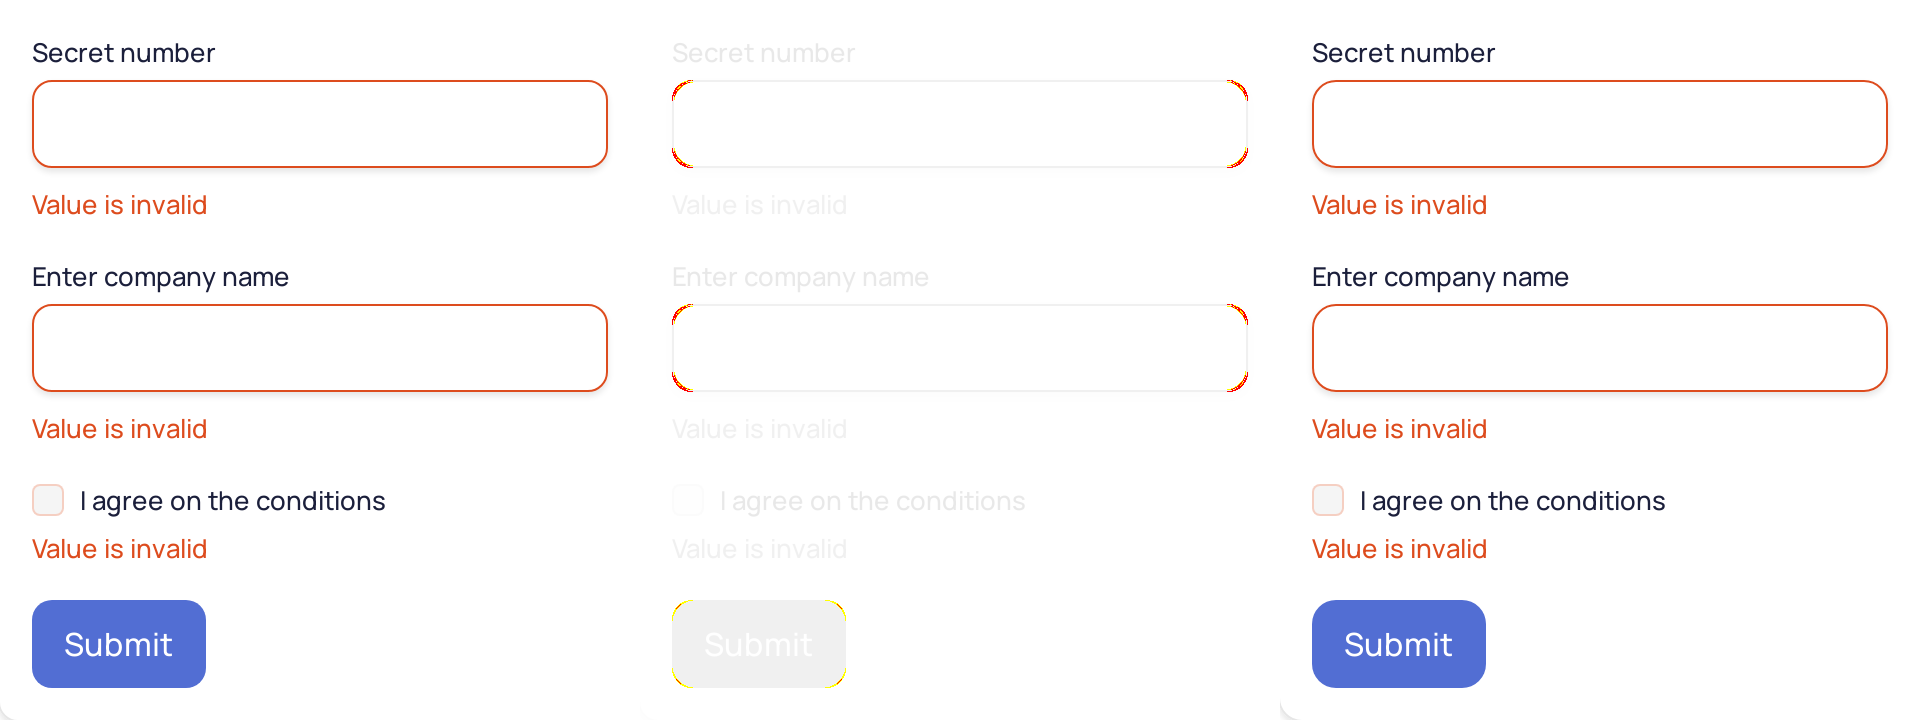 Secret number
Value is invalid
Enter company name
Value is invalid
I agree on the conditions
Value is invalid
Submit
Secret number
Value is invalid
Enter company name
Value is invalid
I agree on the conditions
Value is invalid
Submit
Secret number
Value is invalid
Enter company name
Value is invalid
I agree on the conditions
Value is invalid
Submit